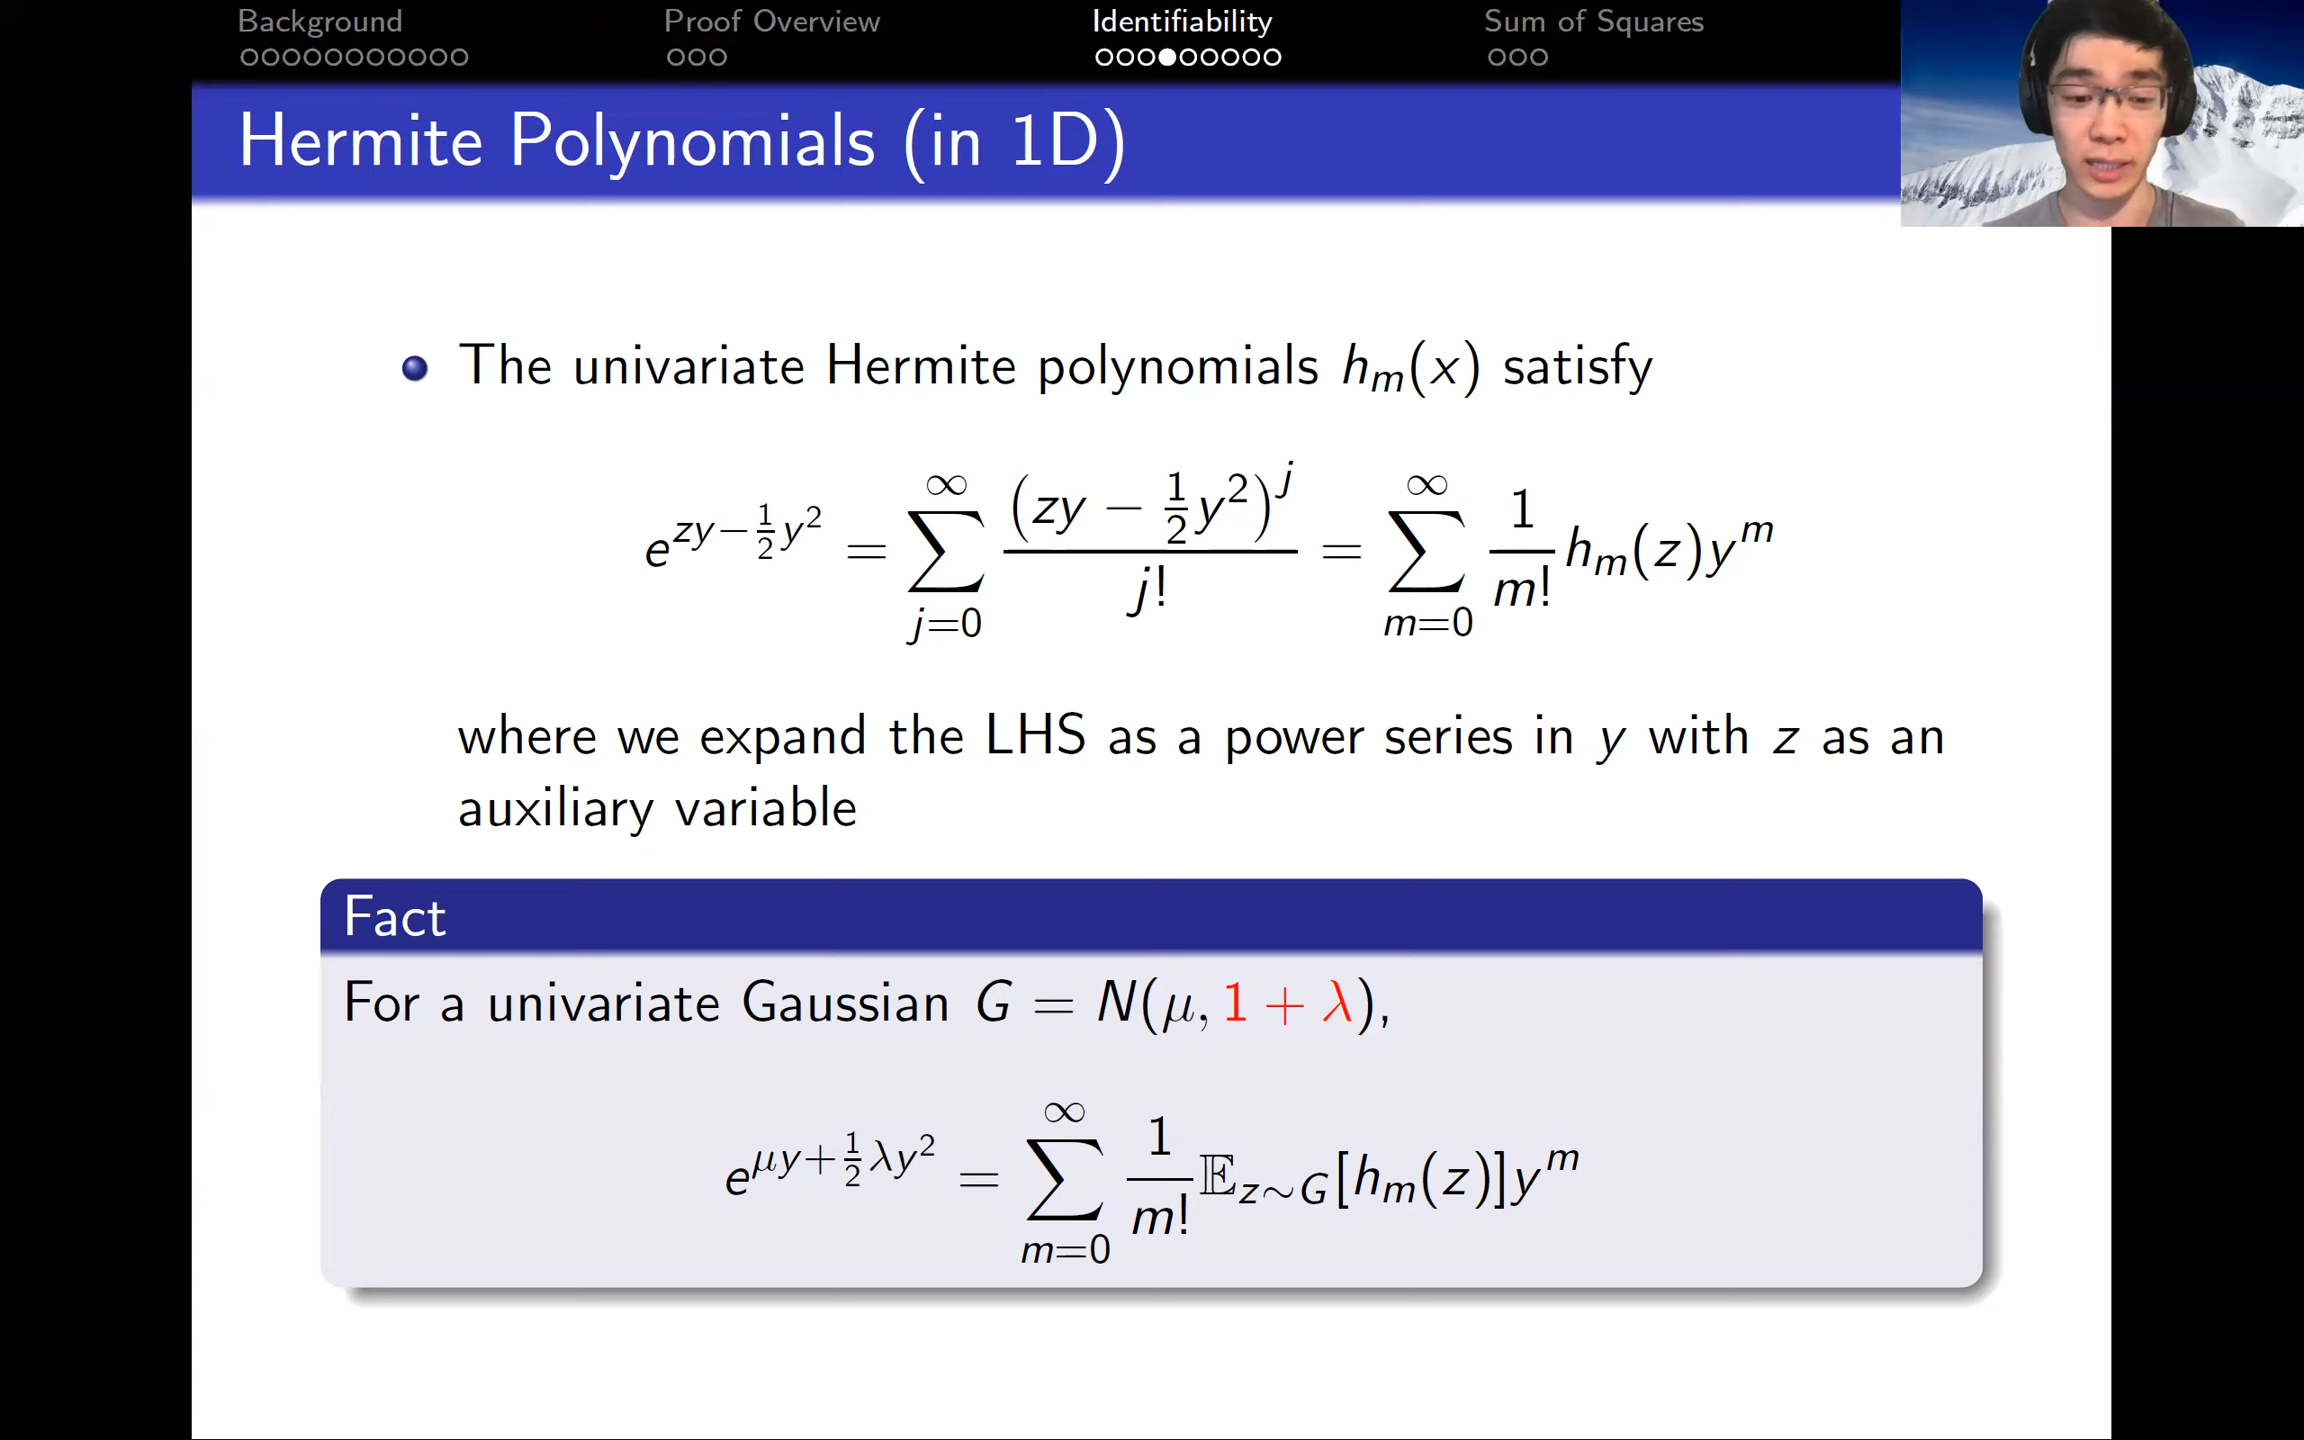 Background Proof Overview Identifiability Sum of Squares
Hermite Polynomials (in 1D)
The univariate Hermite polynomials $h_m(x)$ satisfy
$e^{zy-\frac{1}{2}y^2} = \sum_{j=0}^{\infty} \frac{\left(zy - \frac{1}{2}y^2\right)^j}{j!} = \sum_{m=0}^{\infty} \frac{1}{m!} h_m(z) y^m$
where we expand the LHS as a power series in $y$ with $z$ as an
auxiliary variable
Fact
For a univariate Gaussian $G = N(\mu, 1 + \lambda)$,
$e^{\mu y+\frac{1}{2}\lambda y^2} = \sum_{m=0}^{\infty} \frac{1}{m!} \mathbb{E}_{z \sim G}[h_m(z)] y^m$